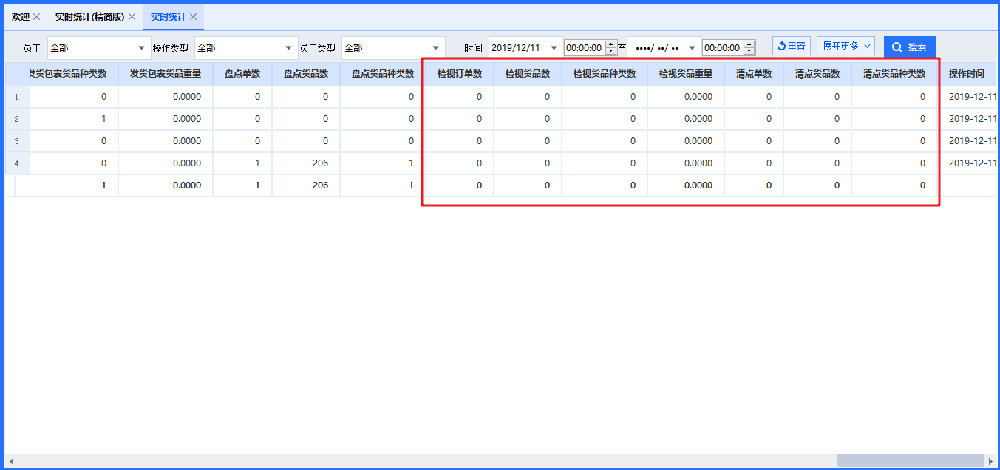 欢迎 实时统计(精简版) 实时统计
员工 全部 操作类型 全部 员工类型 全部 时间 2019/12/11 00:00:00 至 ••••/ ••/ •• 00:00:00 重置 展开更多 搜索
发货包裹货品种类数 发货包裹货品重量 盘点单数 盘点货品数 盘点货品种类数 检视订单数 检视货品数 检视货品种类数 检视货品重量 清点单数 清点货品数 清点货品种类数 操作时间
1 0 0.0000 0 0 0 0 0 0 0.0000 0 0 0 2019-12-11
2 1 0.0000 0 0 0 0 0 0 0.0000 0 0 0 2019-12-11
3 0 0.0000 0 0 0 0 0 0 0.0000 0 0 0 2019-12-11
4 0 0.0000 1 206 1 0 0 0 0.0000 0 0 0 2019-12-11
1 0.0000 1 206 1 0 0 0 0.0000 0 0 0